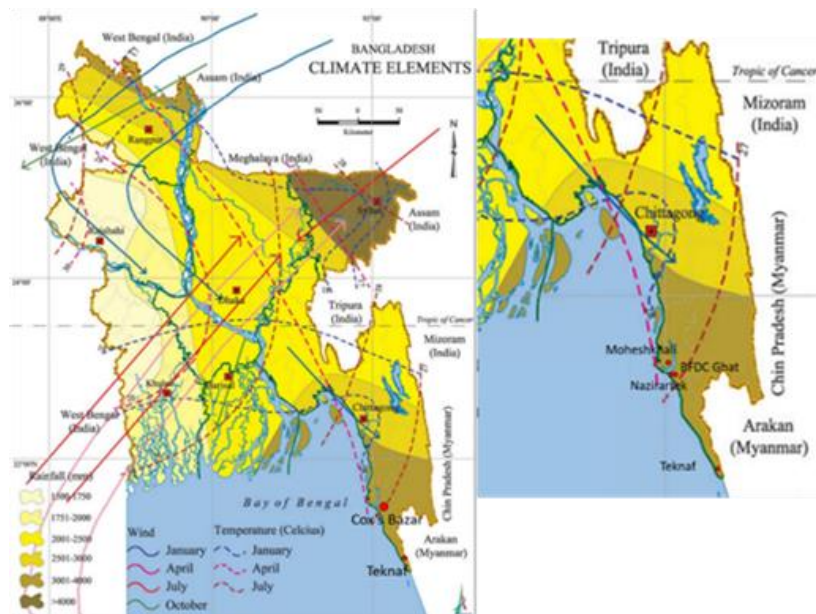 West Bengal (India)
BANGLADESH
CLIMATE ELEMENTS
Assam (India)
Kilometer
N
Rangpur
West Bengal
(India)
Meghalaya (India)
Sylhet
Assam
(India)
Rajshahi
Dhaka
Tripura
(India)
Tropic of Cancer
Mizoram
(India)
Khulna
Barisal
Chittagong
West Bengal
(India)
Chin Pradesh (Myanmar)
Bay of Bengal
Cox's Bazar
Arakan
(Myanmar)
Teknaf
Rainfall (mm)
1500-1750
1751-2000
2001-2500
2501-3000
3001-4000
>4000
Wind
January
April
July
October
Temperature (Celcius)
January
April
July
Tripura
(India)
Tropic of Cancer
Mizoram
(India)
Chittagong
Chin Pradesh (Myanmar)
Moheshkhali
BFDC Ghat
Nazirartek
Arakan
(Myanmar)
Teknaf